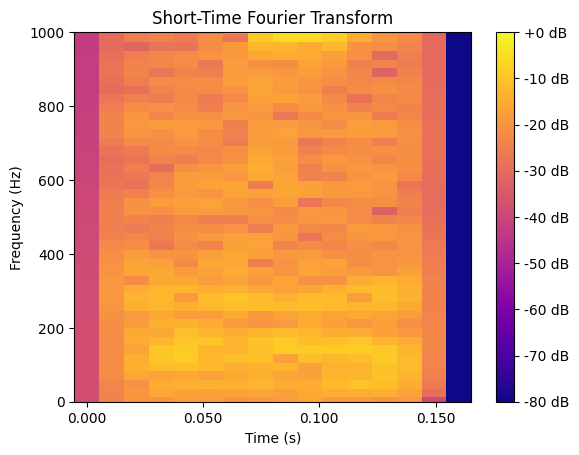 Short-Time Fourier Transform
1000
800
600
400
200
0
Frequency (Hz)
0.000
0.050
0.100
0.150
Time (s)
+0 dB
-10 dB
-20 dB
-30 dB
-40 dB
-50 dB
-60 dB
-70 dB
-80 dB